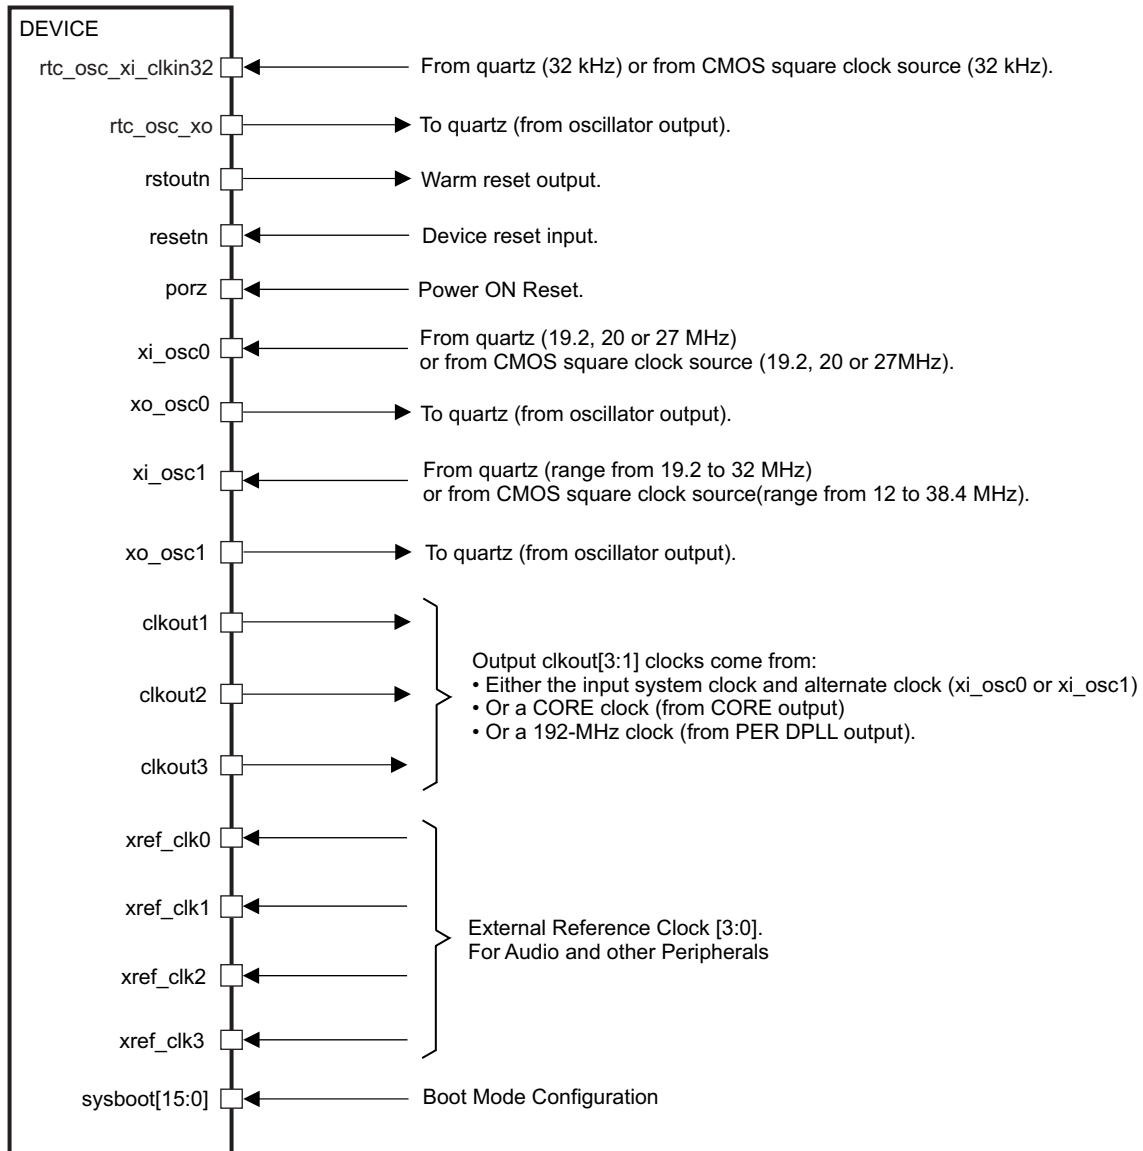 DEVICE
rtc_osc_xi_clkin32 From quartz (32 kHz) or from CMOS square clock source (32 kHz).
rtc_osc_xo To quartz (from oscillator output).
rstoutn Warm reset output.
resetn Device reset input.
porz Power ON Reset.
xi_osc0 From quartz (19.2, 20 or 27 MHz)
or from CMOS square clock source (19.2, 20 or 27MHz).
xo_osc0 To quartz (from oscillator output).
xi_osc1 From quartz (range from 19.2 to 32 MHz)
or from CMOS square clock source(range from 12 to 38.4 MHz).
xo_osc1 To quartz (from oscillator output).
clkout1
Output clkout[3:1] clocks come from:
• Either the input system clock and alternate clock (xi_osc0 or xi_osc1)
clkout2
• Or a CORE clock (from CORE output)
• Or a 192-MHz clock (from PER DPLL output).
clkout3
xref_clk0
xref_clk1
External Reference Clock [3:0].
For Audio and other Peripherals
xref_clk2
xref_clk3
sysboot[15:0] Boot Mode Configuration